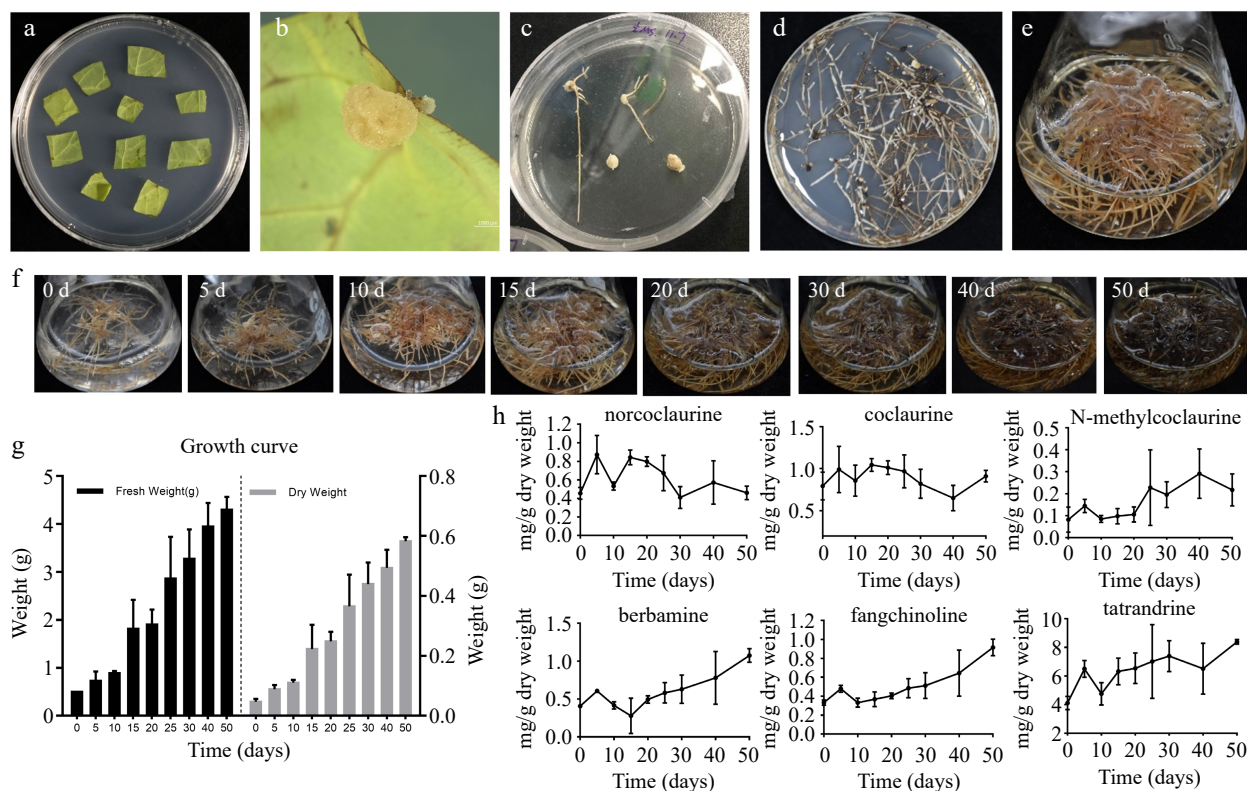 a
b
c
d
e
f
0 d
5 d
10 d
15 d
20 d
30 d
40 d
50 d
g
Growth curve
Fresh Weight(g)
Dry Weight
5
4
3
2
1
0
Weight (g)
0.8
0.6
0.4
0.2
0.0
Weight (g)
0 5 10 15 20 25 30 40 50 0 5 10 15 20 25 30 40 50
Time (days)
h
norcoclaurine
mg/g dry weight
1.2
1.0
0.8
0.6
0.4
0.2
0.0
0 10 20 30 40 50
Time (days)
coclaurine
mg/g dry weight
1.5
1.0
0.5
0 10 20 30 40 50
Time (days)
N-methylcoclaurine
mg/g dry weight
0.5
0.4
0.3
0.2
0.1
0.0
0 10 20 30 40 50
Time (days)
berbamine
mg/g dry weight
1.5
1.0
0.5
0.0
0 10 20 30 40 50
Time (days)
fangchinoline
mg/g dry weight
1.2
1.0
0.8
0.6
0.4
0.2
0.0
0 10 20 30 40 50
Time (days)
tatrandrine
mg/g dry weight
10
8
6
4
2
0 10 20 30 40 50
Time (days)